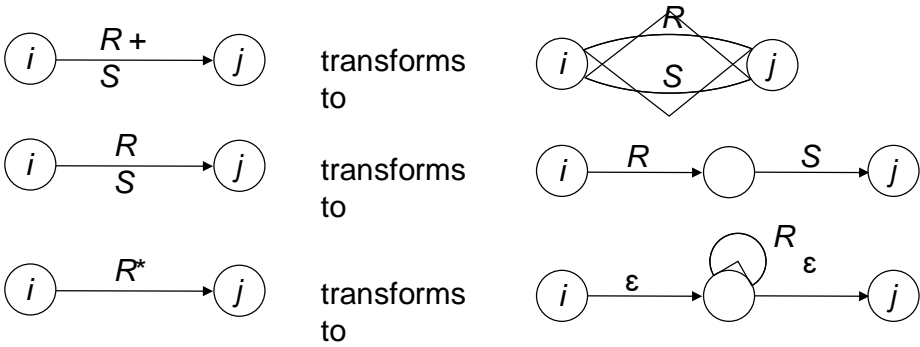 i R + S j transforms to i R S j
i R S j transforms to i R S j
i R* j transforms to i ε R ε j